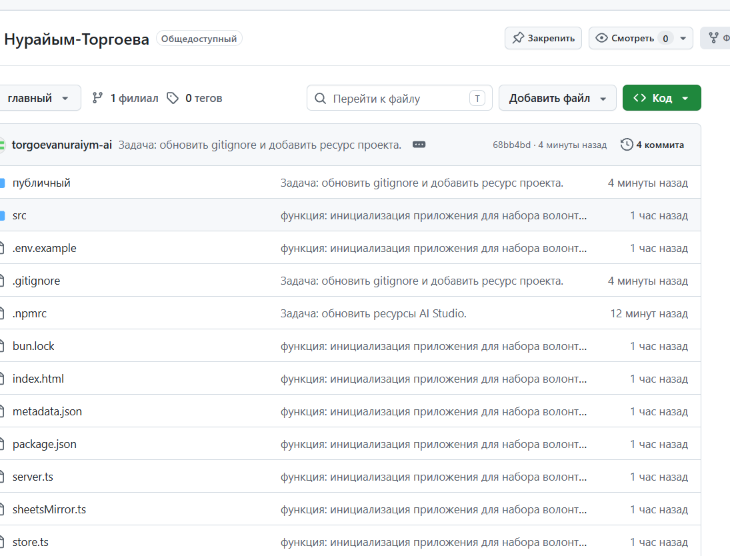 Нурайым-Торгоева Общедоступный Закрепить Смотреть 0
главный 1 филиал 0 тегов Перейти к файлу T Добавить файл Код
torgoevanuraiym-ai Задача: обновить gitignore и добавить ресурс проекта. 68bb4bd · 4 минуты назад 4 коммита
публичный Задача: обновить gitignore и добавить ресурс проекта. 4 минуты назад
src функция: инициализация приложения для набора волонт... 1 час назад
.env.example функция: инициализация приложения для набора волонт... 1 час назад
.gitignore Задача: обновить gitignore и добавить ресурс проекта. 4 минуты назад
.npmrc Задача: обновить ресурсы AI Studio. 12 минут назад
bun.lock функция: инициализация приложения для набора волонт... 1 час назад
index.html функция: инициализация приложения для набора волонт... 1 час назад
metadata.json функция: инициализация приложения для набора волонт... 1 час назад
package.json функция: инициализация приложения для набора волонт... 1 час назад
server.ts функция: инициализация приложения для набора волонт... 1 час назад
sheetsMirror.ts функция: инициализация приложения для набора волонт... 1 час назад
store.ts функция: инициализация приложения для набора волонт... 1 час назад